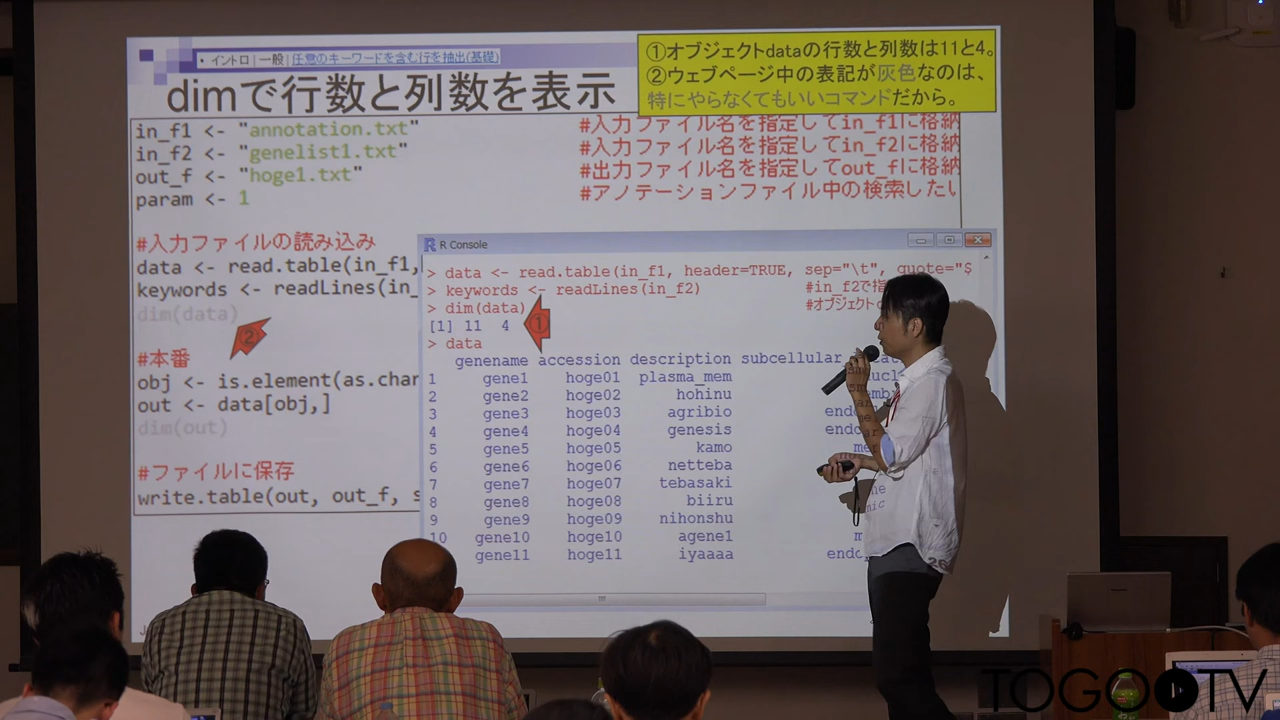 ・イントロ | 一般 | 任意のキーワードを含む行を抽出(基礎)
dimで行数と列数を表示
①オブジェクトdataの行数と列数は11と4。
②ウェブページ中の表記が灰色なのは、
特にやらなくてもいいコマンドだから。
in_f1 <- "annotation.txt" #入力ファイル名を指定してin_f1に格納
in_f2 <- "genelist1.txt" #入力ファイル名を指定してin_f2に格納
out_f <- "hoge1.txt" #出力ファイル名を指定してout_fに格納
param <- 1 #アノテーションファイル中の検索したい
#入力ファイルの読み込み
data <- read.table(in_f1,
keywords <- readLines(in_
dim(data)
②
#本番
obj <- is.element(as.char
out <- data[obj,]
dim(out)
#ファイルに保存
write.table(out, out_f, s
R Console
> data <- read.table(in_f1, header=TRUE, sep="\t", quote="$
> keywords <- readLines(in_f2) #in_f2で指
> dim(data) #オブジェクト
[1] 11 4
①
> data
genename accession description subcellular
1 gene1 hoge01 plasma_mem
2 gene2 hoge02 hohinu
3 gene3 hoge03 agribio
4 gene4 hoge04 genesis
5 gene5 hoge05 kamo
6 gene6 hoge06 netteba
7 gene7 hoge07 tebasaki
8 gene8 hoge08 biiru
9 gene9 hoge09 nihonshu
10 gene10 hoge10 agene1
gene11 hoge11 iyaaaa
TOGOTV